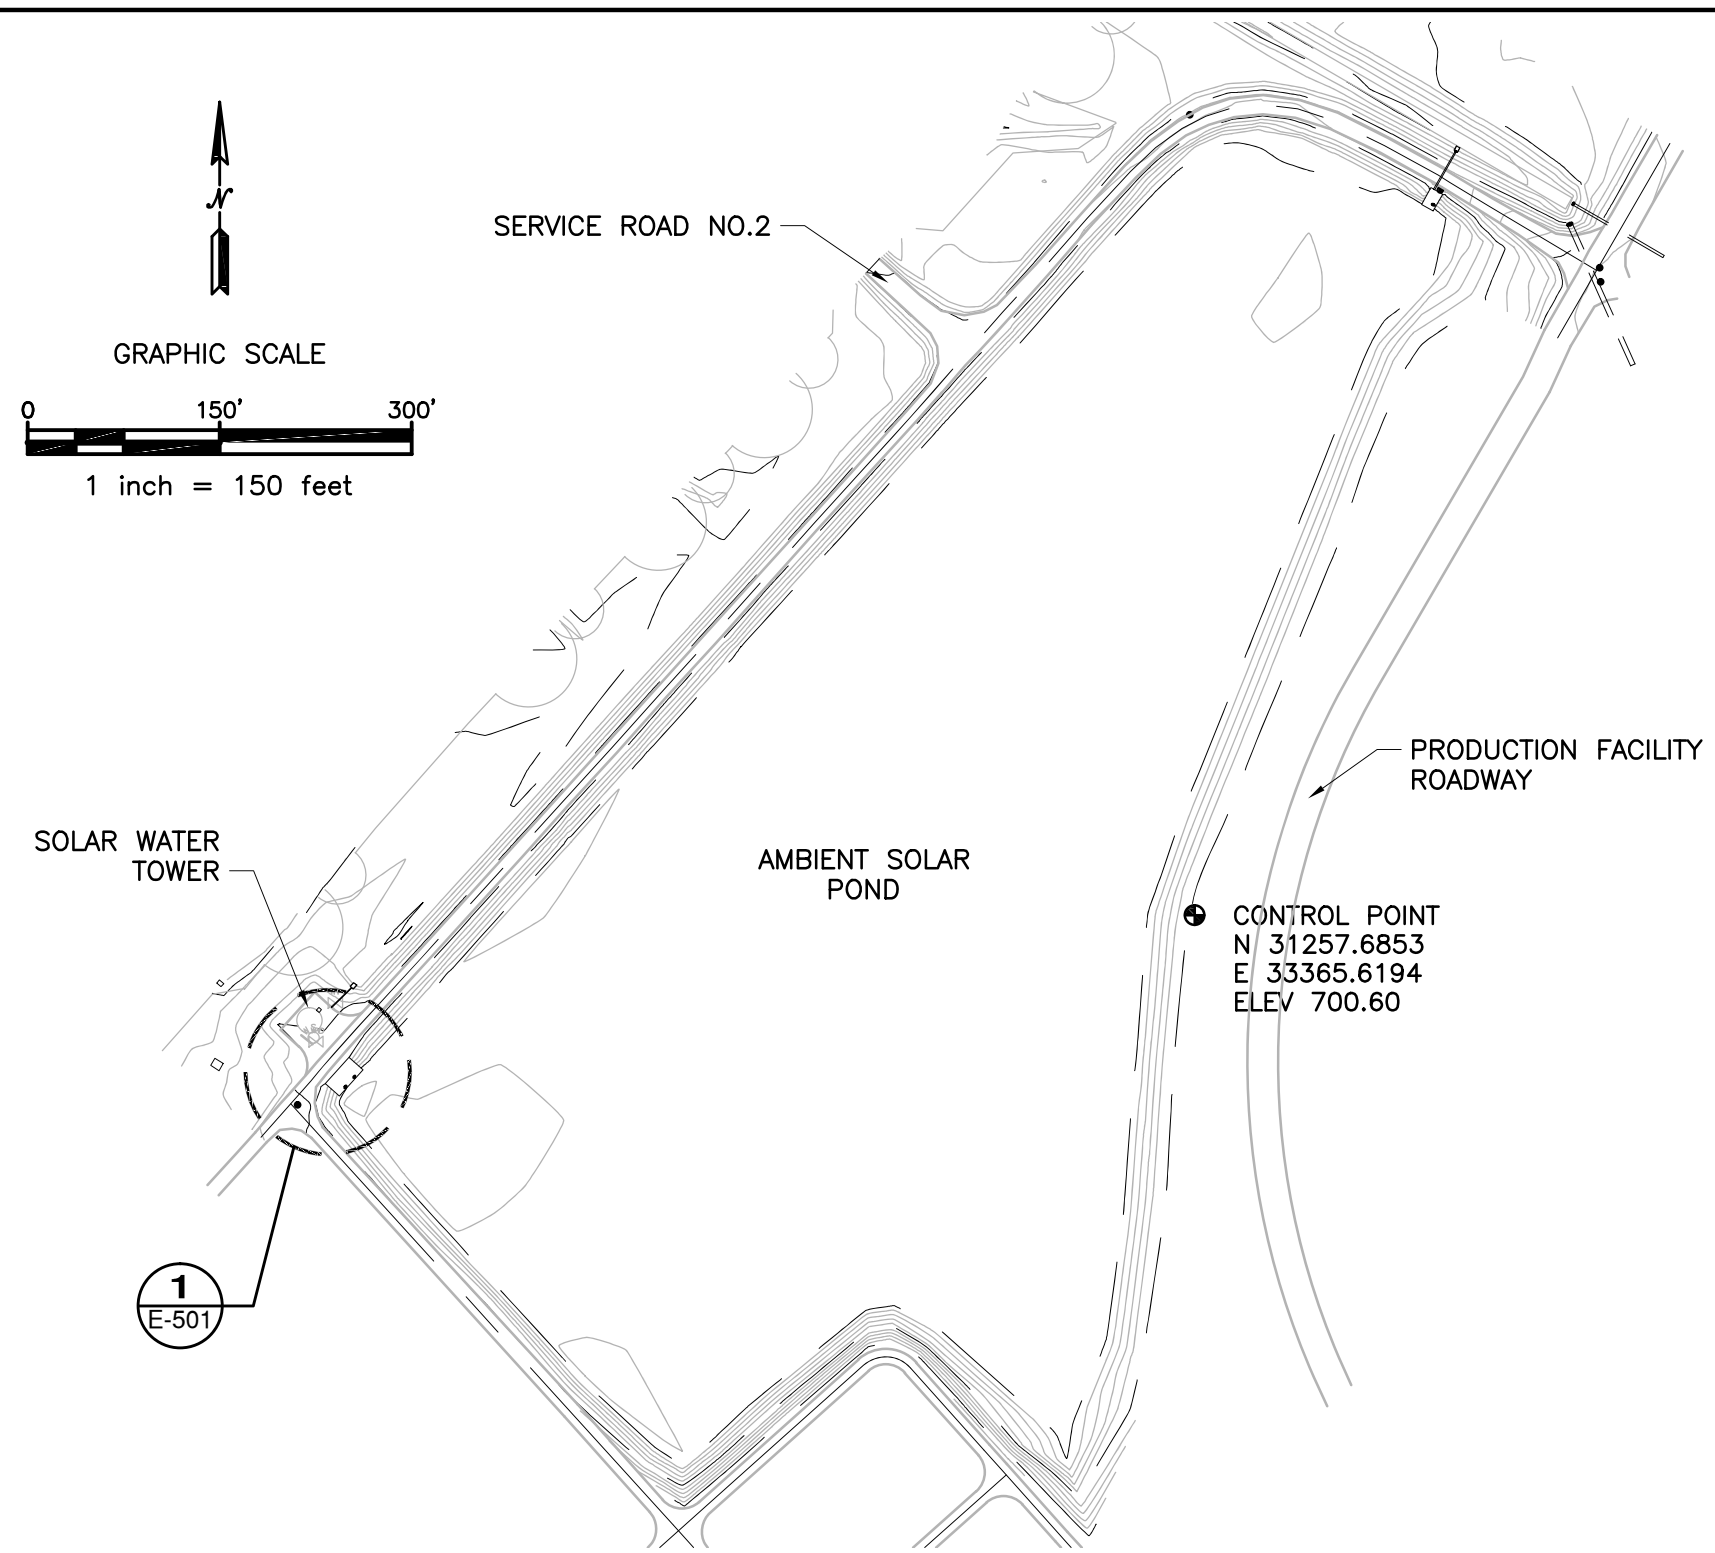 SERVICE ROAD NO.2
N
GRAPHIC SCALE
0 150' 300'
1 inch = 150 feet
PRODUCTION FACILITY
ROADWAY
SOLAR WATER
TOWER
AMBIENT SOLAR
POND
CONTROL POINT
N 31257.6853
E 33365.6194
ELEV 700.60
1
E-501